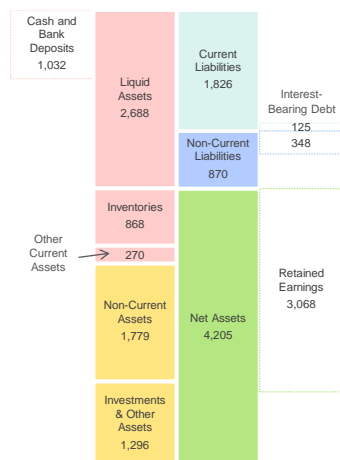 Cash and
Bank
Deposits
1,032
Liquid
Assets
2,688
Current
Liabilities
1,826
Interest-
Bearing Debt
125
348
Non-Current
Liabilities
870
Inventories
868
Other
Current
Assets
270
Non-Current
Assets
1,779
Net Assets
4,205
Retained
Earnings
3,068
Investments
& Other
Assets
1,296